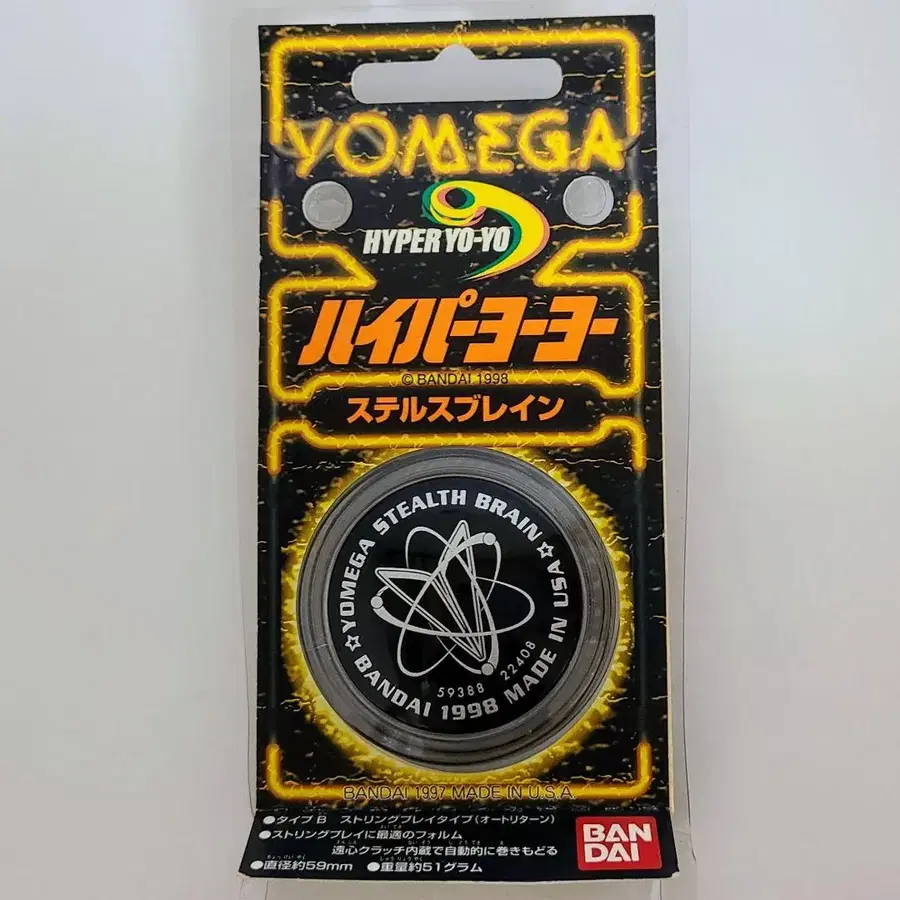 YOMEGA
HYPER YO-YO
ハイパーヨーヨー
© BANDAI 1998
ステルスブレイン
☆YOMEGA STEALTH BRAIN☆
BANDAI 1998 MADE IN USA
59388 22408
BANDAI 1997 MADE IN U.S.A.
●タイプB ストリングプレイタイプ(オートリターン)
●ストリングプレイに最適のフォルム
遠心クラッチ内蔵で自動的に巻きもどる
●直径約59mm ●重量約51グラム
BAN
DAI